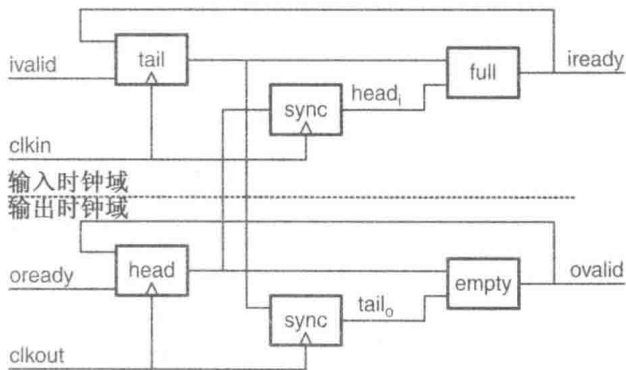 ivalid
tail
full
iready
sync
head_i
clkin
输入时钟域
输出时钟域
oready
head
empty
ovalid
sync
tail_o
clkout